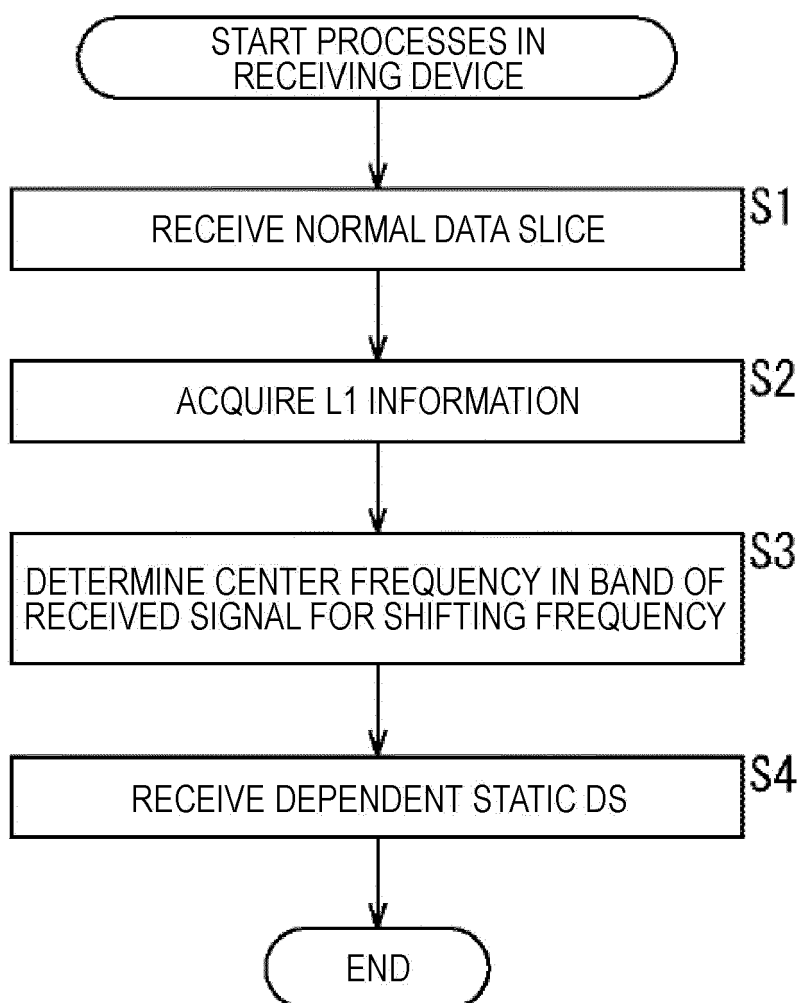 START PROCESSES IN
RECEIVING DEVICE
S1
RECEIVE NORMAL DATA SLICE
S2
ACQUIRE L1 INFORMATION
S3
DETERMINE CENTER FREQUENCY IN BAND OF
RECEIVED SIGNAL FOR SHIFTING FREQUENCY
S4
RECEIVE DEPENDENT STATIC DS
END